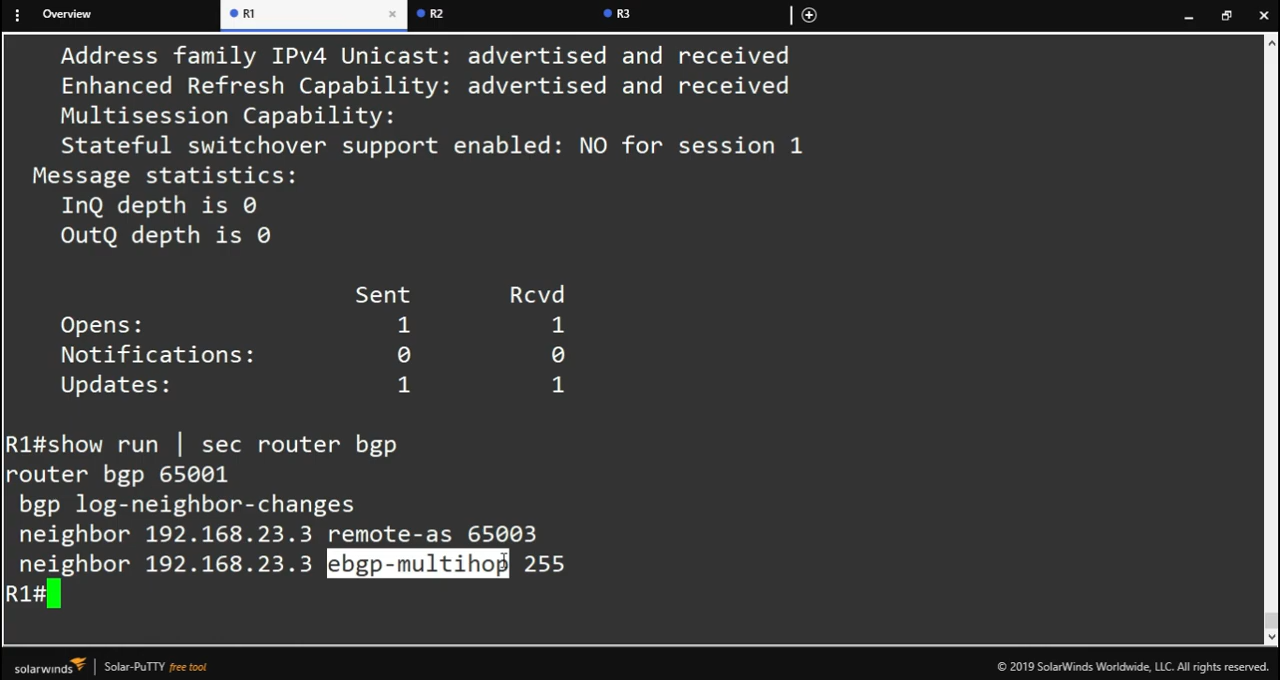 Overview
R1
R2
R3
Address family IPv4 Unicast: advertised and received
Enhanced Refresh Capability: advertised and received
Multisession Capability:
Stateful switchover support enabled: NO for session 1
Message statistics:
InQ depth is 0
OutQ depth is 0
Sent Rcvd
Opens: 1 1
Notifications: 0 0
Updates: 1 1
R1#show run | sec router bgp
router bgp 65001
bgp log-neighbor-changes
neighbor 192.168.23.3 remote-as 65003
neighbor 192.168.23.3 ebgp-multihop 255
R1#
solarwinds | Solar-PuTTY free tool
© 2019 SolarWinds Worldwide, LLC. All rights reserved.